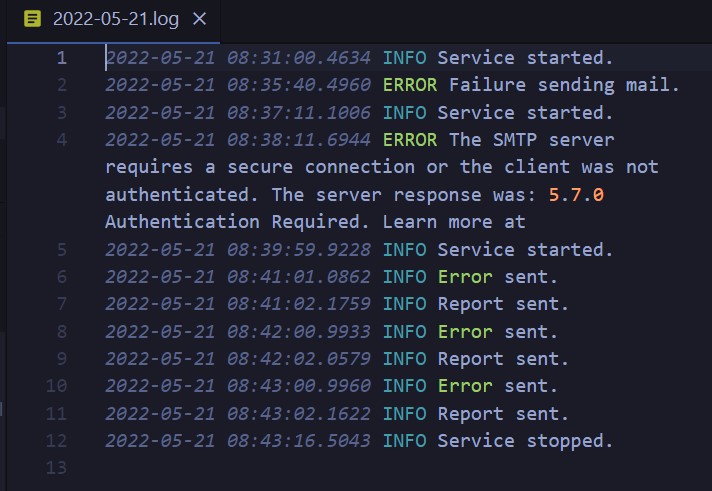 2022-05-21.log ×
1 2022-05-21 08:31:00.4634 INFO Service started.
2 2022-05-21 08:35:40.4960 ERROR Failure sending mail.
3 2022-05-21 08:37:11.1006 INFO Service started.
4 2022-05-21 08:38:11.6944 ERROR The SMTP server
requires a secure connection or the client was not
authenticated. The server response was: 5.7.0
Authentication Required. Learn more at
5 2022-05-21 08:39:59.9228 INFO Service started.
6 2022-05-21 08:41:01.0862 INFO Error sent.
7 2022-05-21 08:41:02.1759 INFO Report sent.
8 2022-05-21 08:42:00.9933 INFO Error sent.
9 2022-05-21 08:42:02.0579 INFO Report sent.
10 2022-05-21 08:43:00.9960 INFO Error sent.
11 2022-05-21 08:43:02.1622 INFO Report sent.
12 2022-05-21 08:43:16.5043 INFO Service stopped.
13